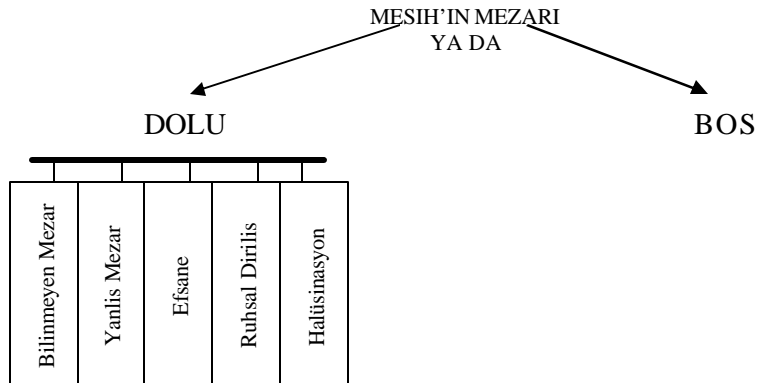 MESIH’IN MEZARI
YA DA
DOLU
BOS
Bilinmeyen Mezar
Yanlis Mezar
Efsane
Ruhsal Dirilis
Halüsinasyon